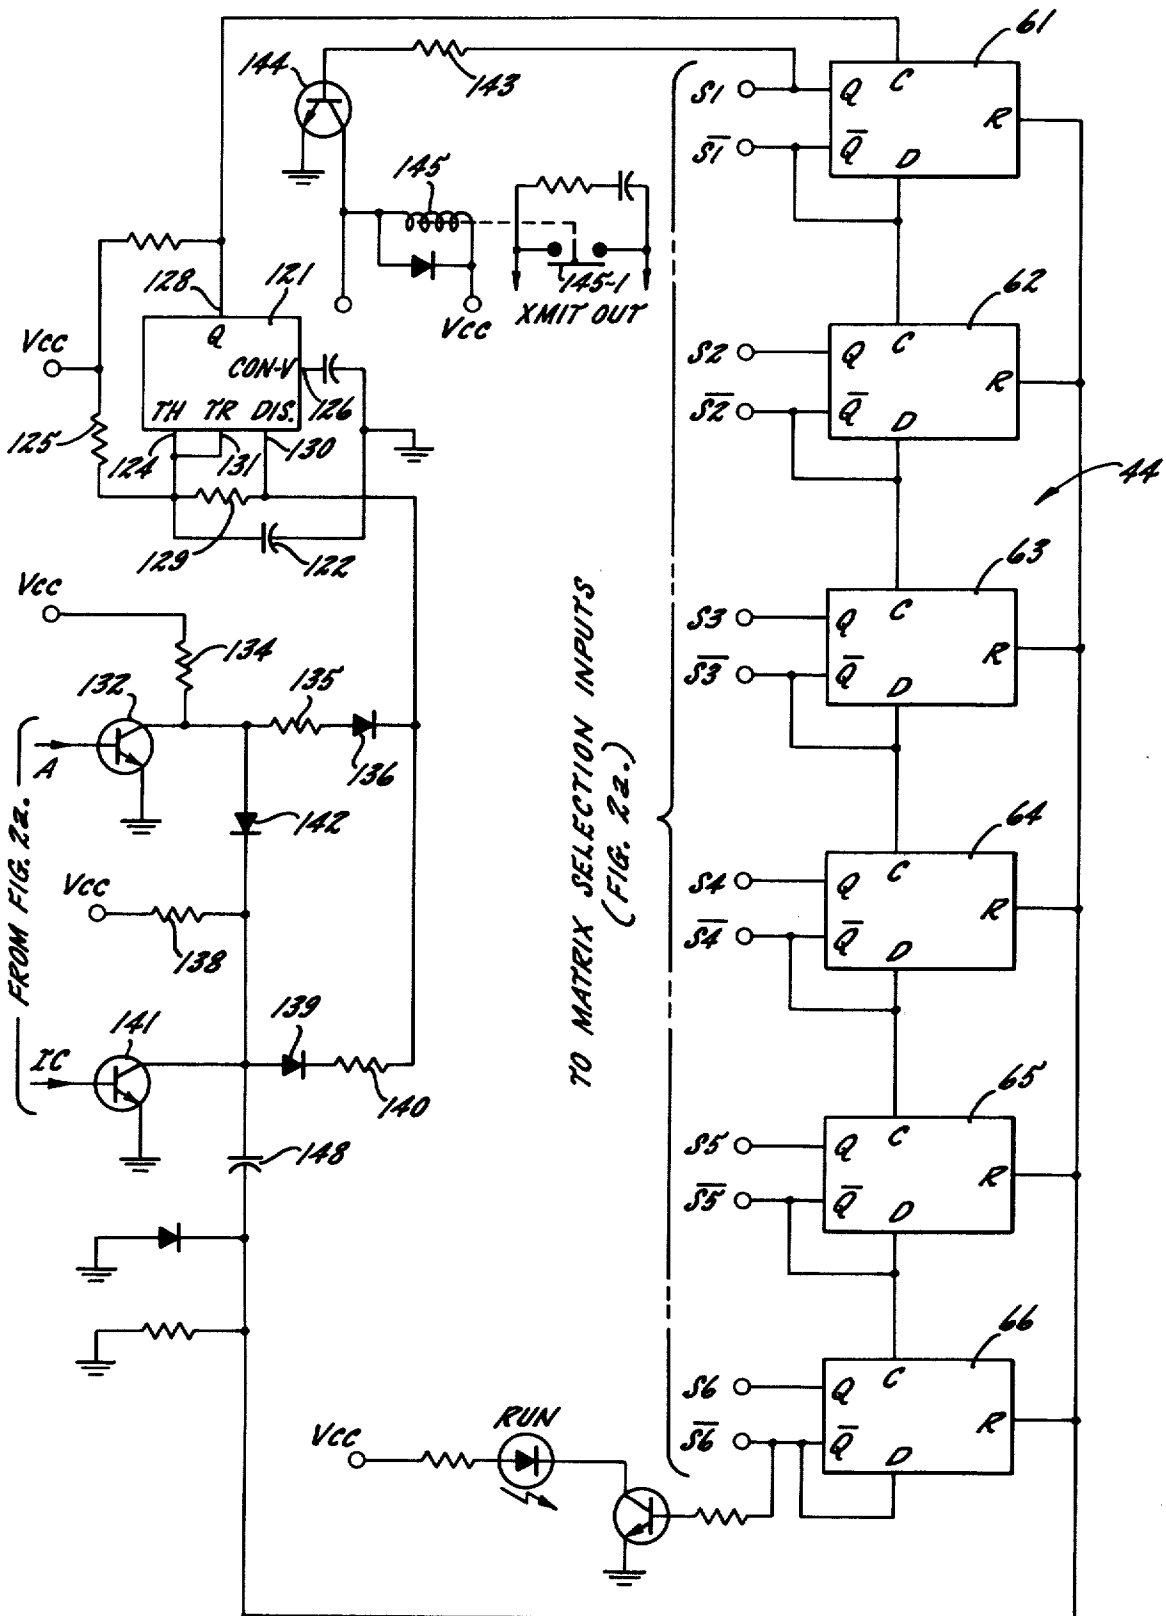 61
144
143
S1
Q
C
R
S̅1̅
Q̅
D
145
128
121
145-1
XMIT OUT
Vcc
Q
CON-V
126
TH
TR
DIS.
Vcc
125
124
131
130
129
122
62
S2
Q
C
R
S̅2̅
Q̅
D
44
63
S3
Q
C
R
S̅3̅
Q̅
D
Vcc
134
132
135
136
A
142
FROM FIG. 2a.
TO MATRIX SELECTION INPUTS
(FIG. 2a.)
64
S4
Q
C
R
S̅4̅
Q̅
D
Vcc
138
141
139
IC
140
148
65
S5
Q
C
R
S̅5̅
Q̅
D
66
S6
Q
C
R
S̅6̅
Q̅
D
RUN
Vcc